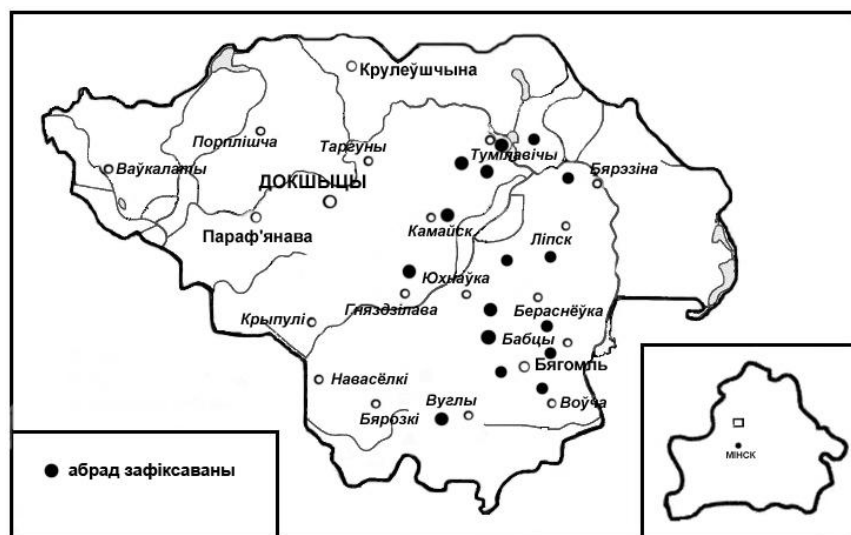 Крулеўшчына
Порплішча
Таргуны
Тумілавічы
Ваўкалаты
Бярэзіна
ДОКШЫЦЫ
Параф'янава
Камайск
Ліпск
Юхнаўка
Гняздзілава
Бераснёўка
Крыпулі
Бабцы
Бягомль
Навасёлкі
Вуглы
Воўча
Бярозкі
МІНСК
абрад зафіксаваны